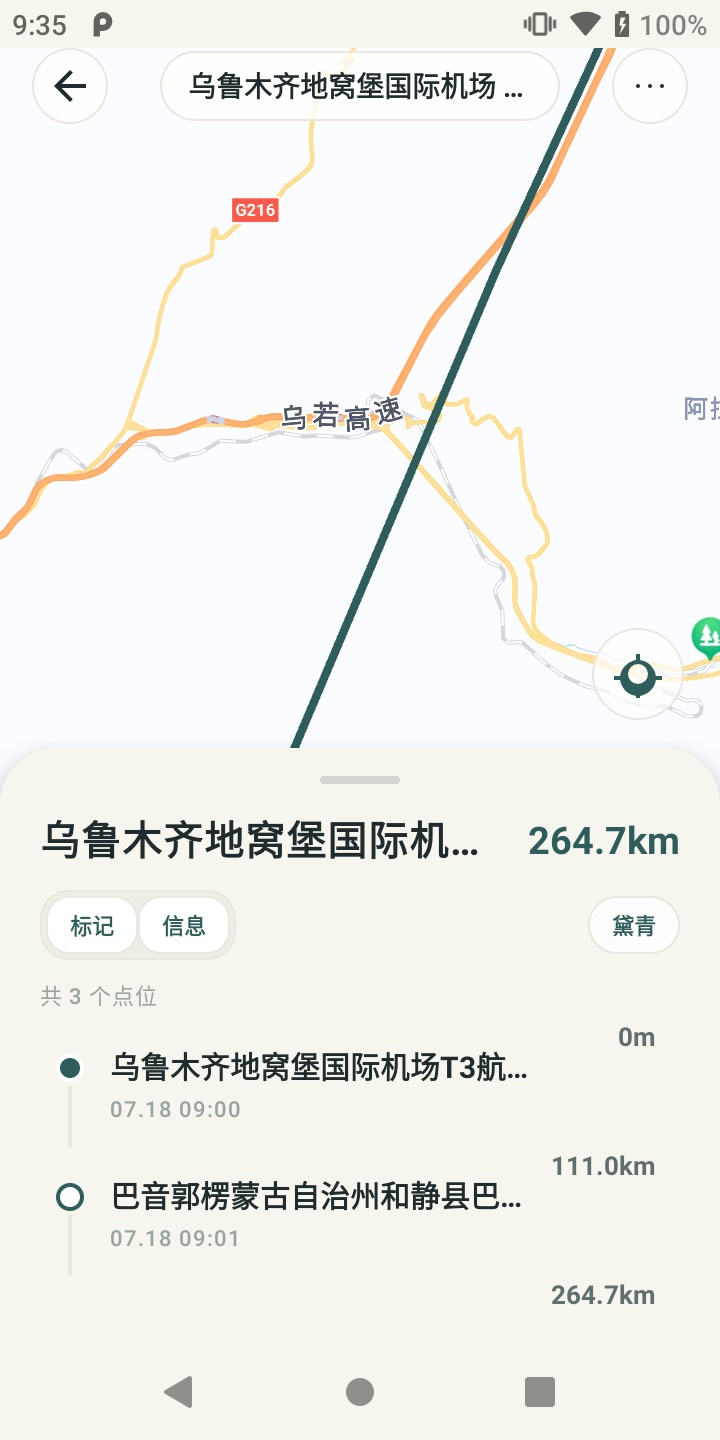 9:35
100%
乌鲁木齐地窝堡国际机场 ...
G216
乌若高速
乌鲁木齐地窝堡国际机...
264.7km
标记
信息
黛青
共 3 个点位
0m
乌鲁木齐地窝堡国际机场T3航...
07.18 09:00
111.0km
巴音郭楞蒙古自治州和静县巴...
07.18 09:01
264.7km